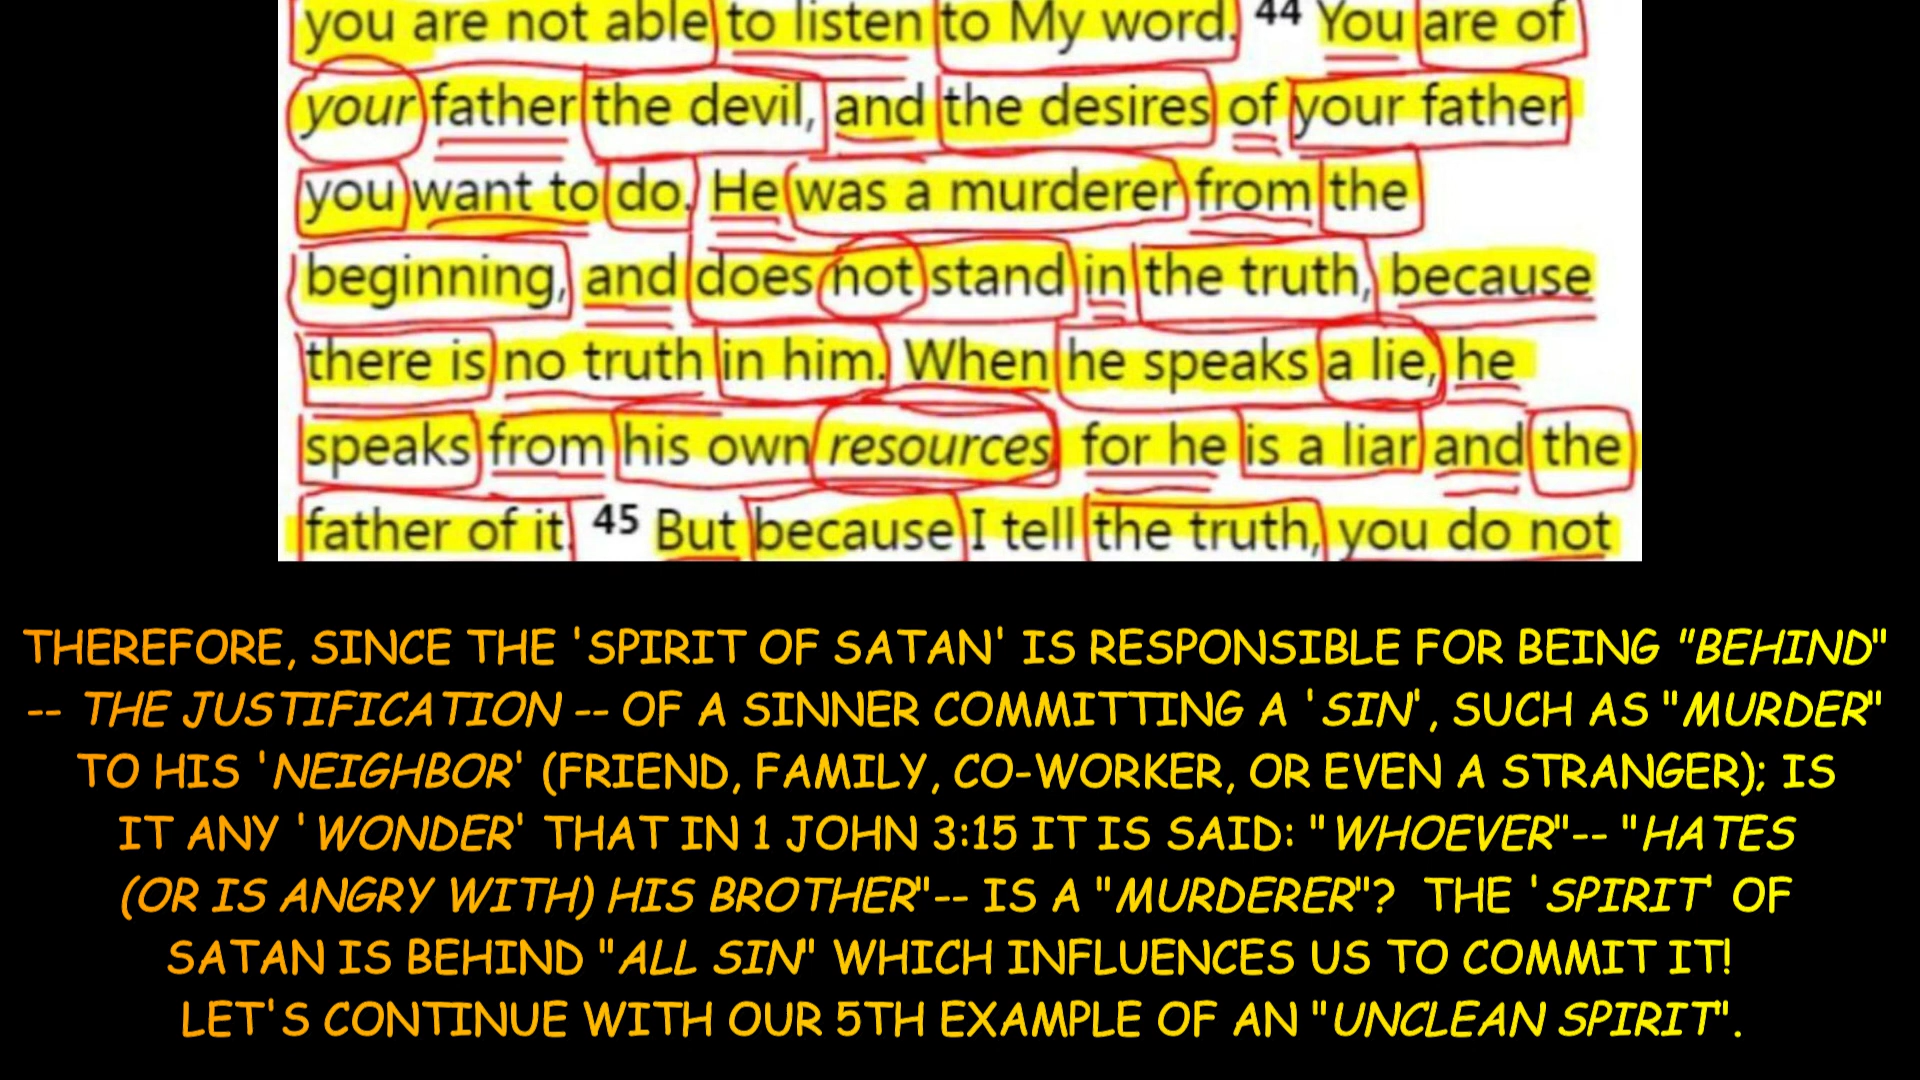 you are not able to listen to My word. 44 You are of
your father the devil, and the desires of your father
you want to do. He was a murderer from the
beginning, and does not stand in the truth, because
there is no truth in him. When he speaks a lie, he
speaks from his own resources, for he is a liar and the
father of it. 45 But because I tell the truth, you do not
THEREFORE, SINCE THE 'SPIRIT OF SATAN' IS RESPONSIBLE FOR BEING "BEHIND"
-- THE JUSTIFICATION -- OF A SINNER COMMITTING A 'SIN', SUCH AS "MURDER"
TO HIS 'NEIGHBOR' (FRIEND, FAMILY, CO-WORKER, OR EVEN A STRANGER); IS
IT ANY 'WONDER' THAT IN 1 JOHN 3:15 IT IS SAID: "WHOEVER"-- "HATES
(OR IS ANGRY WITH) HIS BROTHER"-- IS A "MURDERER"? THE 'SPIRIT' OF
SATAN IS BEHIND "ALL SIN" WHICH INFLUENCES US TO COMMIT IT!
LET'S CONTINUE WITH OUR 5TH EXAMPLE OF AN "UNCLEAN SPIRIT".